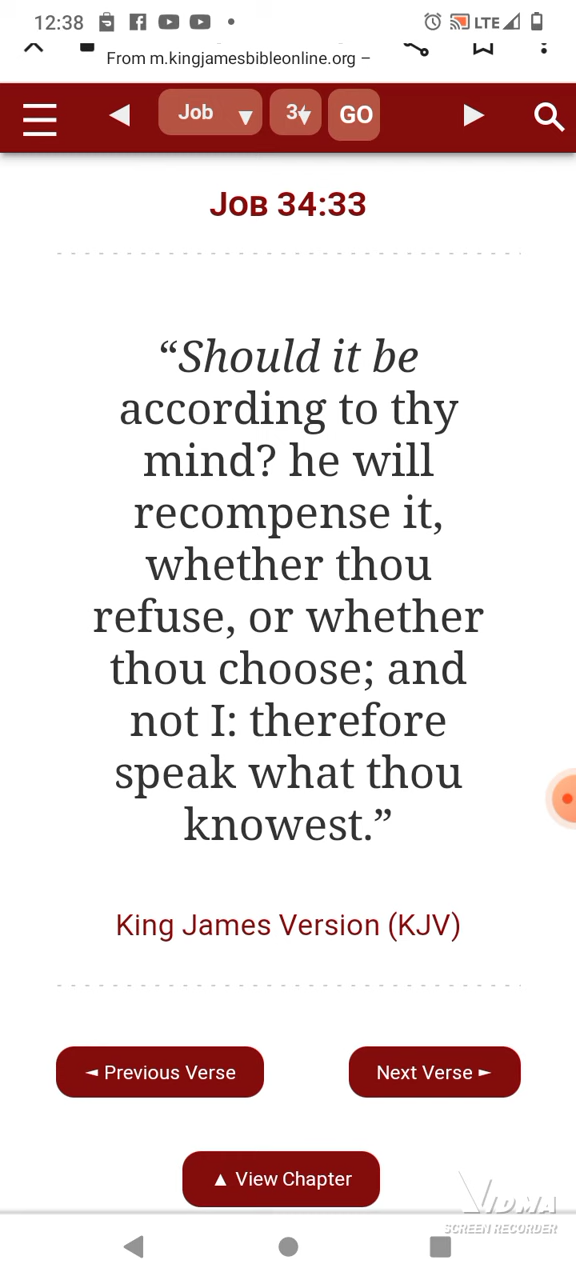 12:38 LTE
From m.kingjamesbibleonline.org –
Job 34 GO
JOB 34:33
“Should it be
according to thy
mind? he will
recompense it,
whether thou
refuse, or whether
thou choose; and
not I: therefore
speak what thou
knowest.”
King James Version (KJV)
◄ Previous Verse
Next Verse ►
▲ View Chapter
VIDMA
SCREEN RECORDER